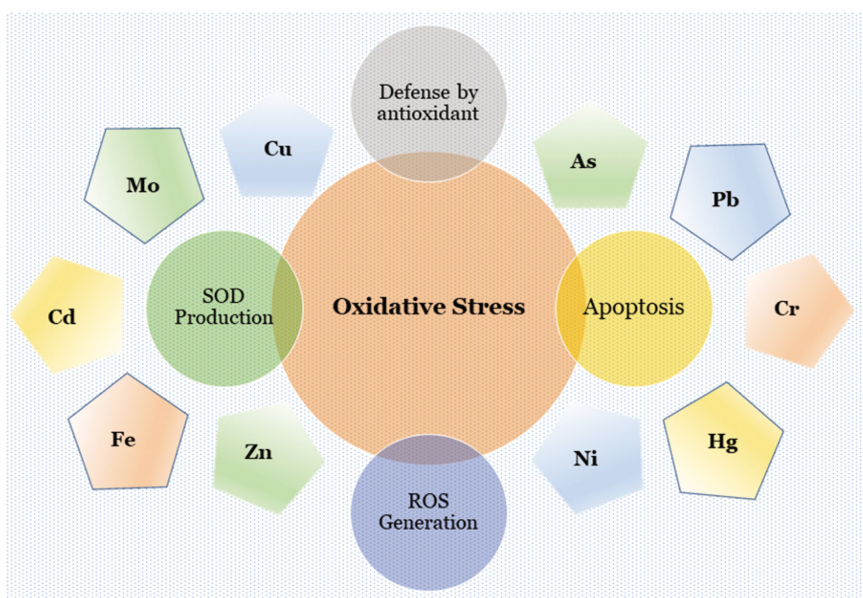 Defense by
antioxidant
Cu
As
Mo
Pb
SOD
Production
Oxidative Stress
Apoptosis
Cd
Cr
Fe
Zn
Ni
Hg
ROS
Generation